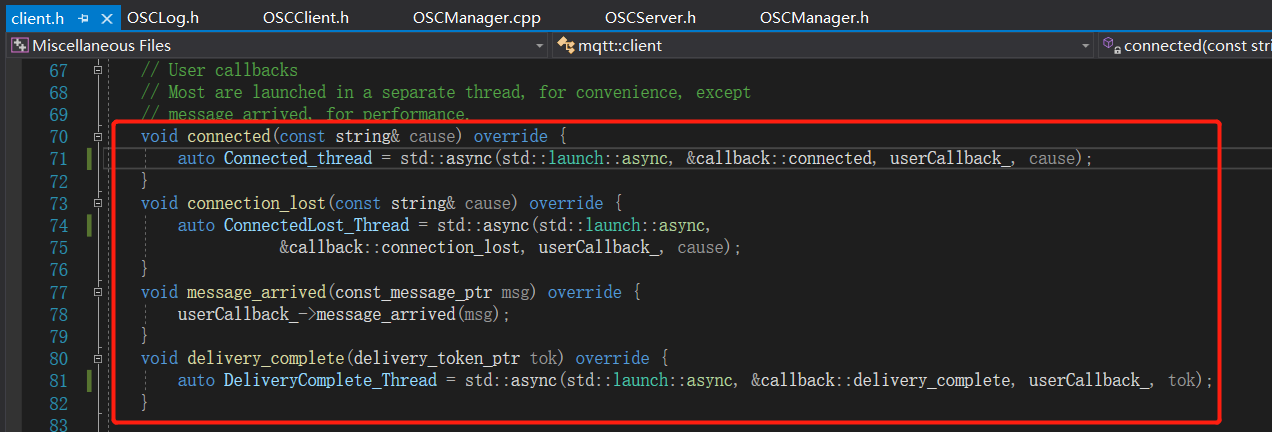 client.h OSCLog.h OSCClient.h OSCManager.cpp OSCServer.h OSCManager.h
Miscellaneous Files mqtt::client connected(const stri
67 // User callbacks
68 // Most are launched in a separate thread, for convenience, except
69 // message_arrived, for performance.
70 void connected(const string& cause) override {
71 auto Connected_thread = std::async(std::launch::async, &callback::connected, userCallback_, cause);
72 }
73 void connection_lost(const string& cause) override {
74 auto ConnectedLost_Thread = std::async(std::launch::async,
75 &callback::connection_lost, userCallback_, cause);
76 }
77 void message_arrived(const_message_ptr msg) override {
78 userCallback_->message_arrived(msg);
79 }
80 void delivery_complete(delivery_token_ptr tok) override {
81 auto DeliveryComplete_Thread = std::async(std::launch::async, &callback::delivery_complete, userCallback_, tok);
82 }
83